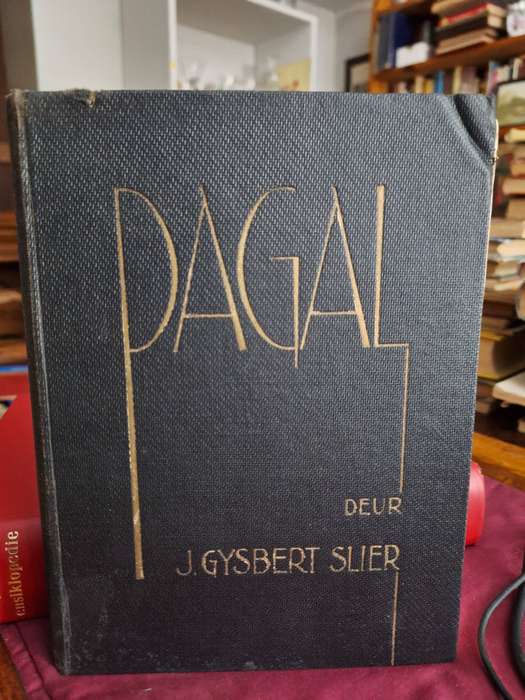 PAGAL
DEUR
J. GYSBERT SLIER
ensiklopedie